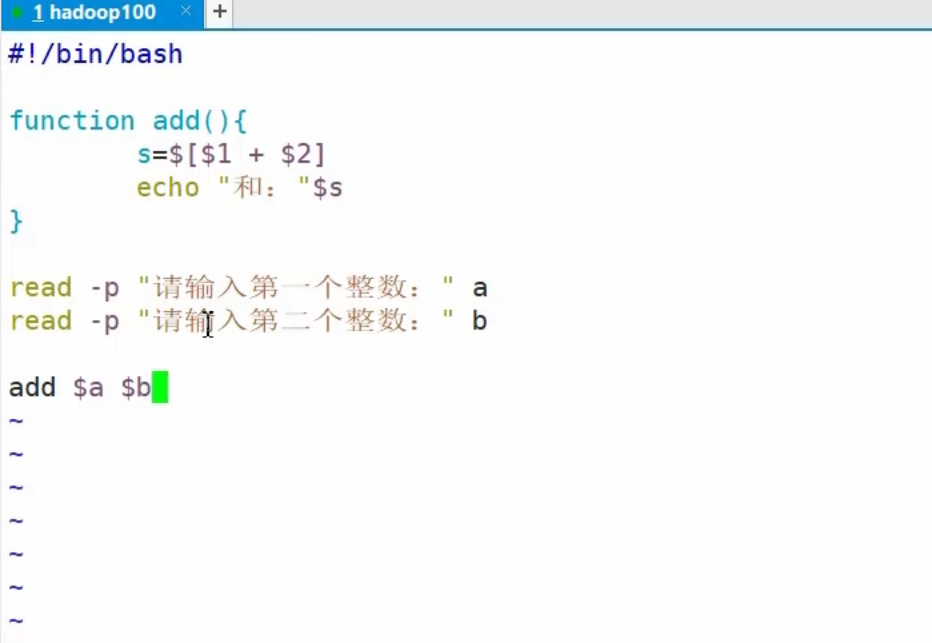 1 hadoop100 × +
#!/bin/bash
function add(){
s=$[$1 + $2]
echo "和："$s
}
read -p "请输入第一个整数：" a
read -p "请输入第二个整数：" b
add $a $b
~
~
~
~
~
~
~